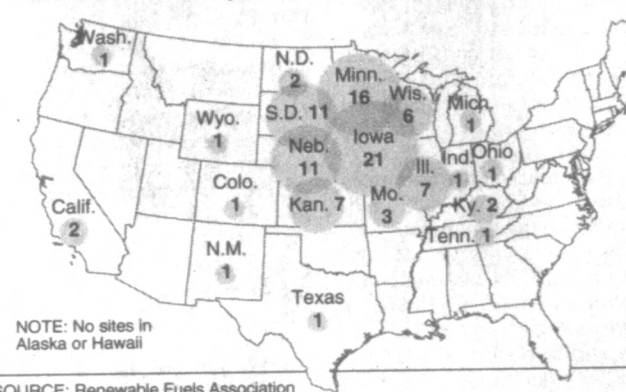 Wash.
1
N.D.
2
Minn.
16
Wis.
6
Mich.
1
S.D. 11
Wyo.
1
Iowa
21
Neb.
11
Ill.
7
Ind.
1
Ohio
1
Colo.
1
Kan. 7
Mo.
3
Ky. 2
Calif.
2
Tenn. 1
N.M.
1
Texas
1
NOTE: No sites in
Alaska or Hawaii
SOURCE: Renewable Fuels Association